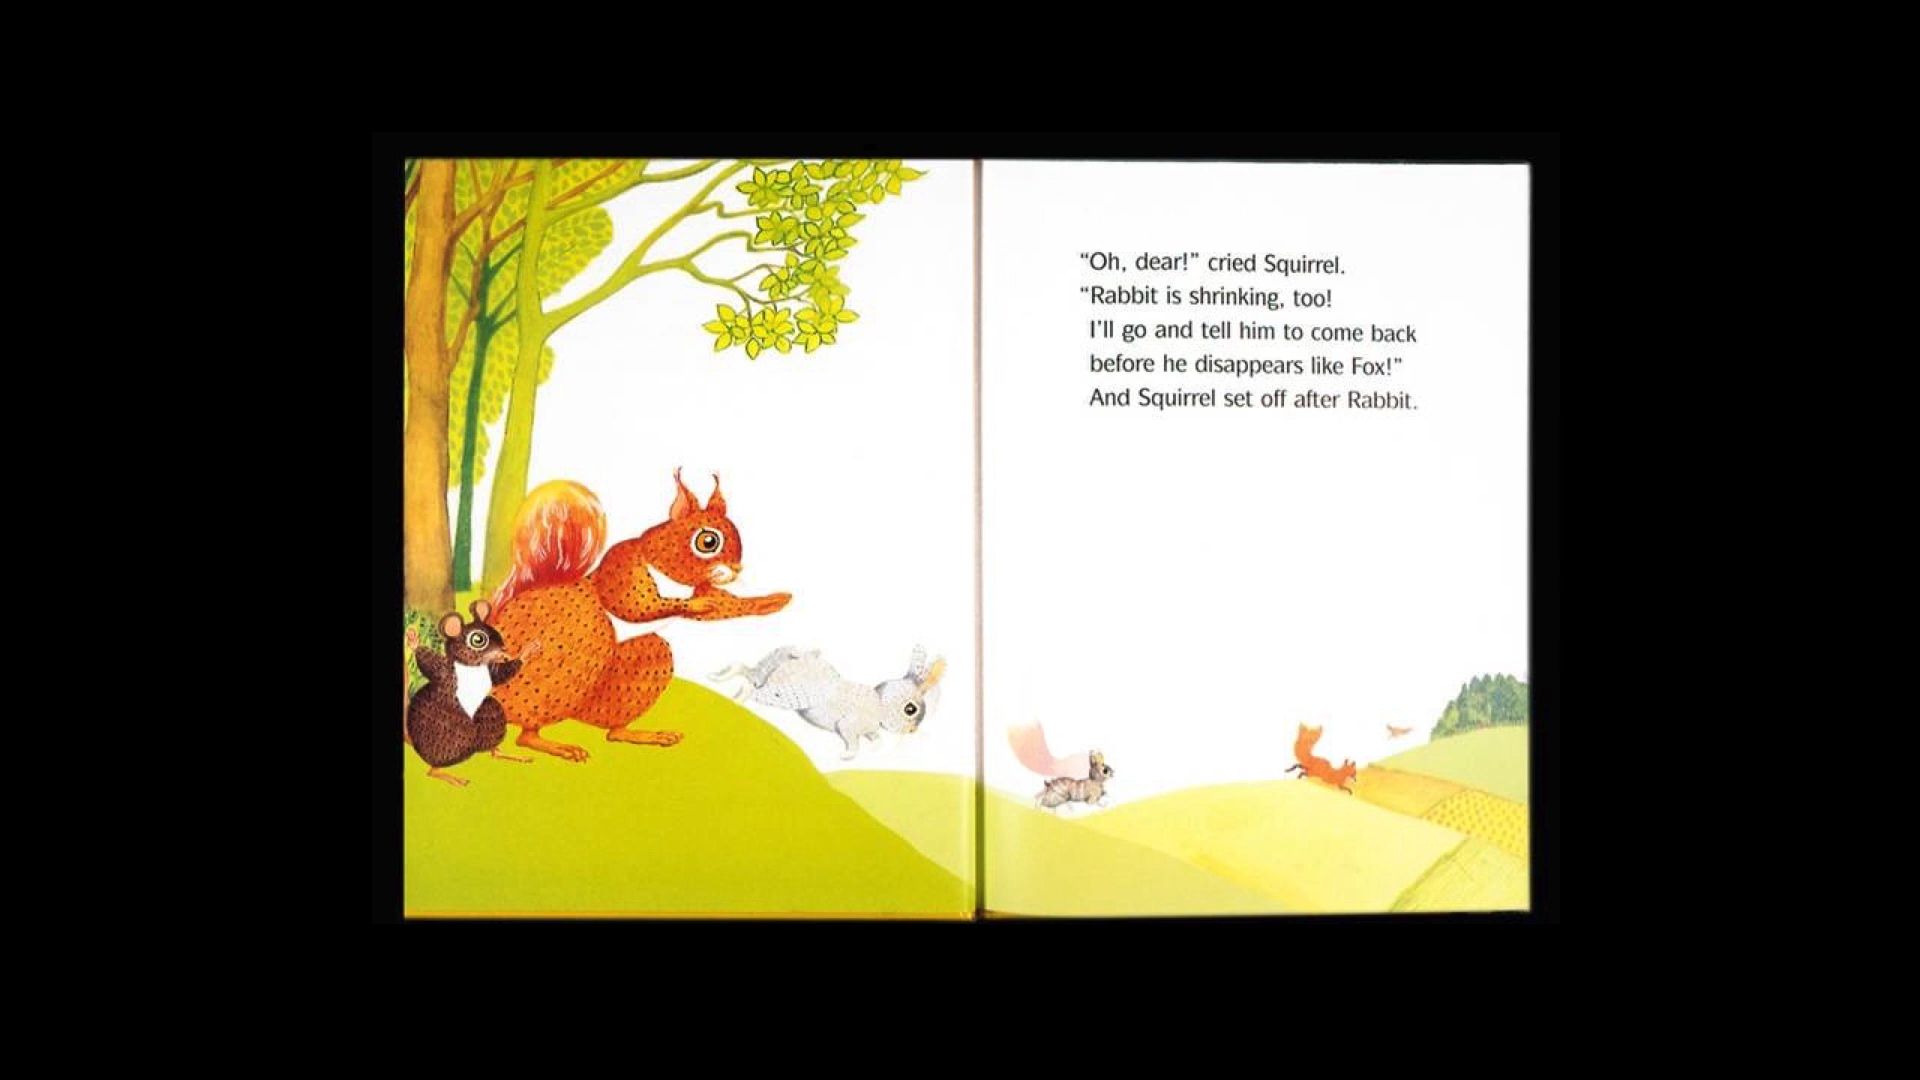 “Oh, dear!” cried Squirrel.
“Rabbit is shrinking, too!
I’ll go and tell him to come back
before he disappears like Fox!”
And Squirrel set off after Rabbit.